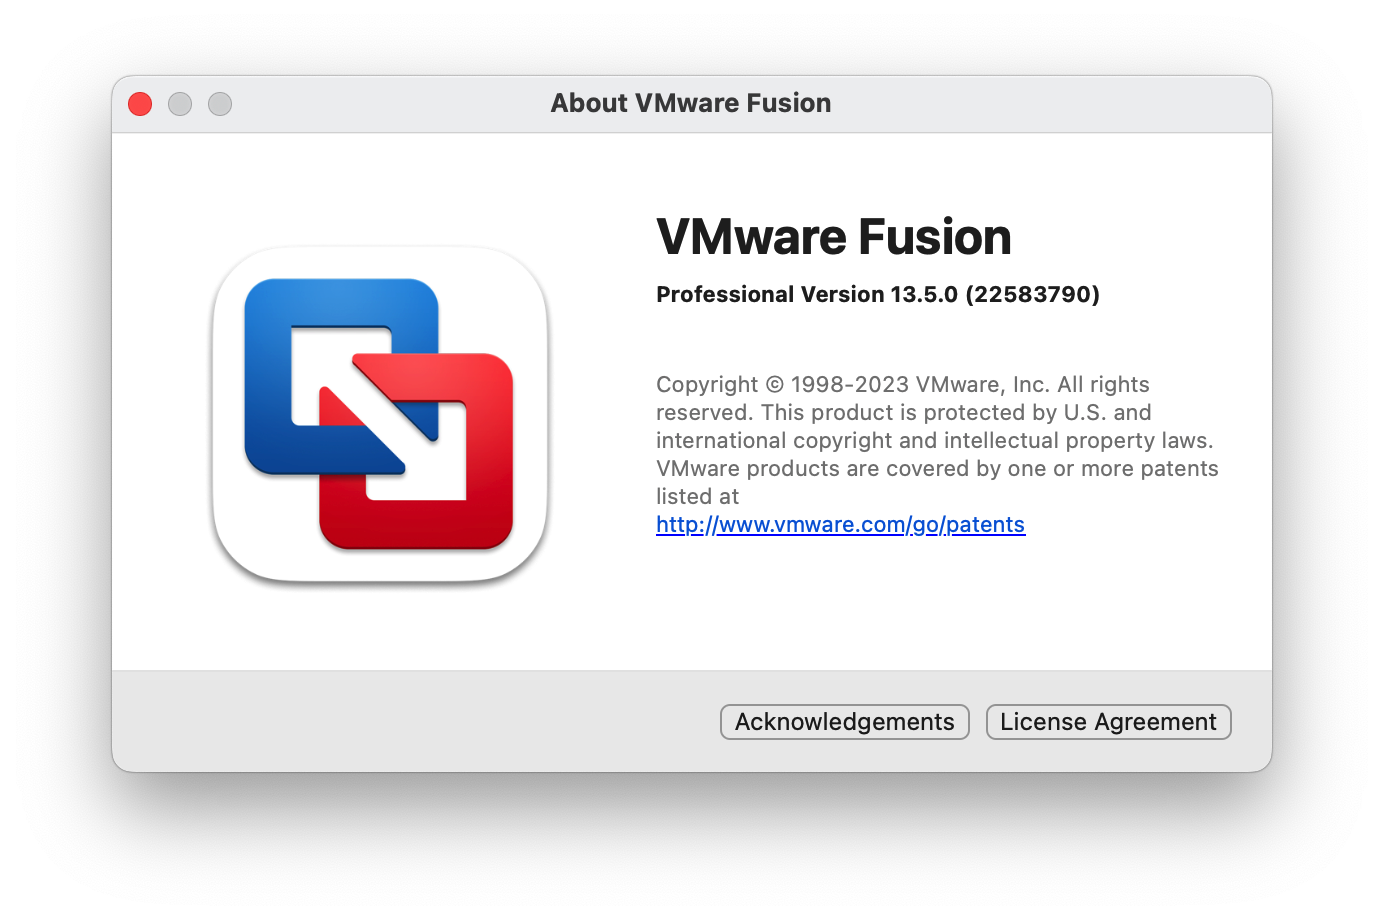 About VMware Fusion
VMware Fusion
Professional Version 13.5.0 (22583790)
Copyright © 1998-2023 VMware, Inc. All rights
reserved. This product is protected by U.S. and
international copyright and intellectual property laws.
VMware products are covered by one or more patents
listed at
http://www.vmware.com/go/patents
Acknowledgements
License Agreement